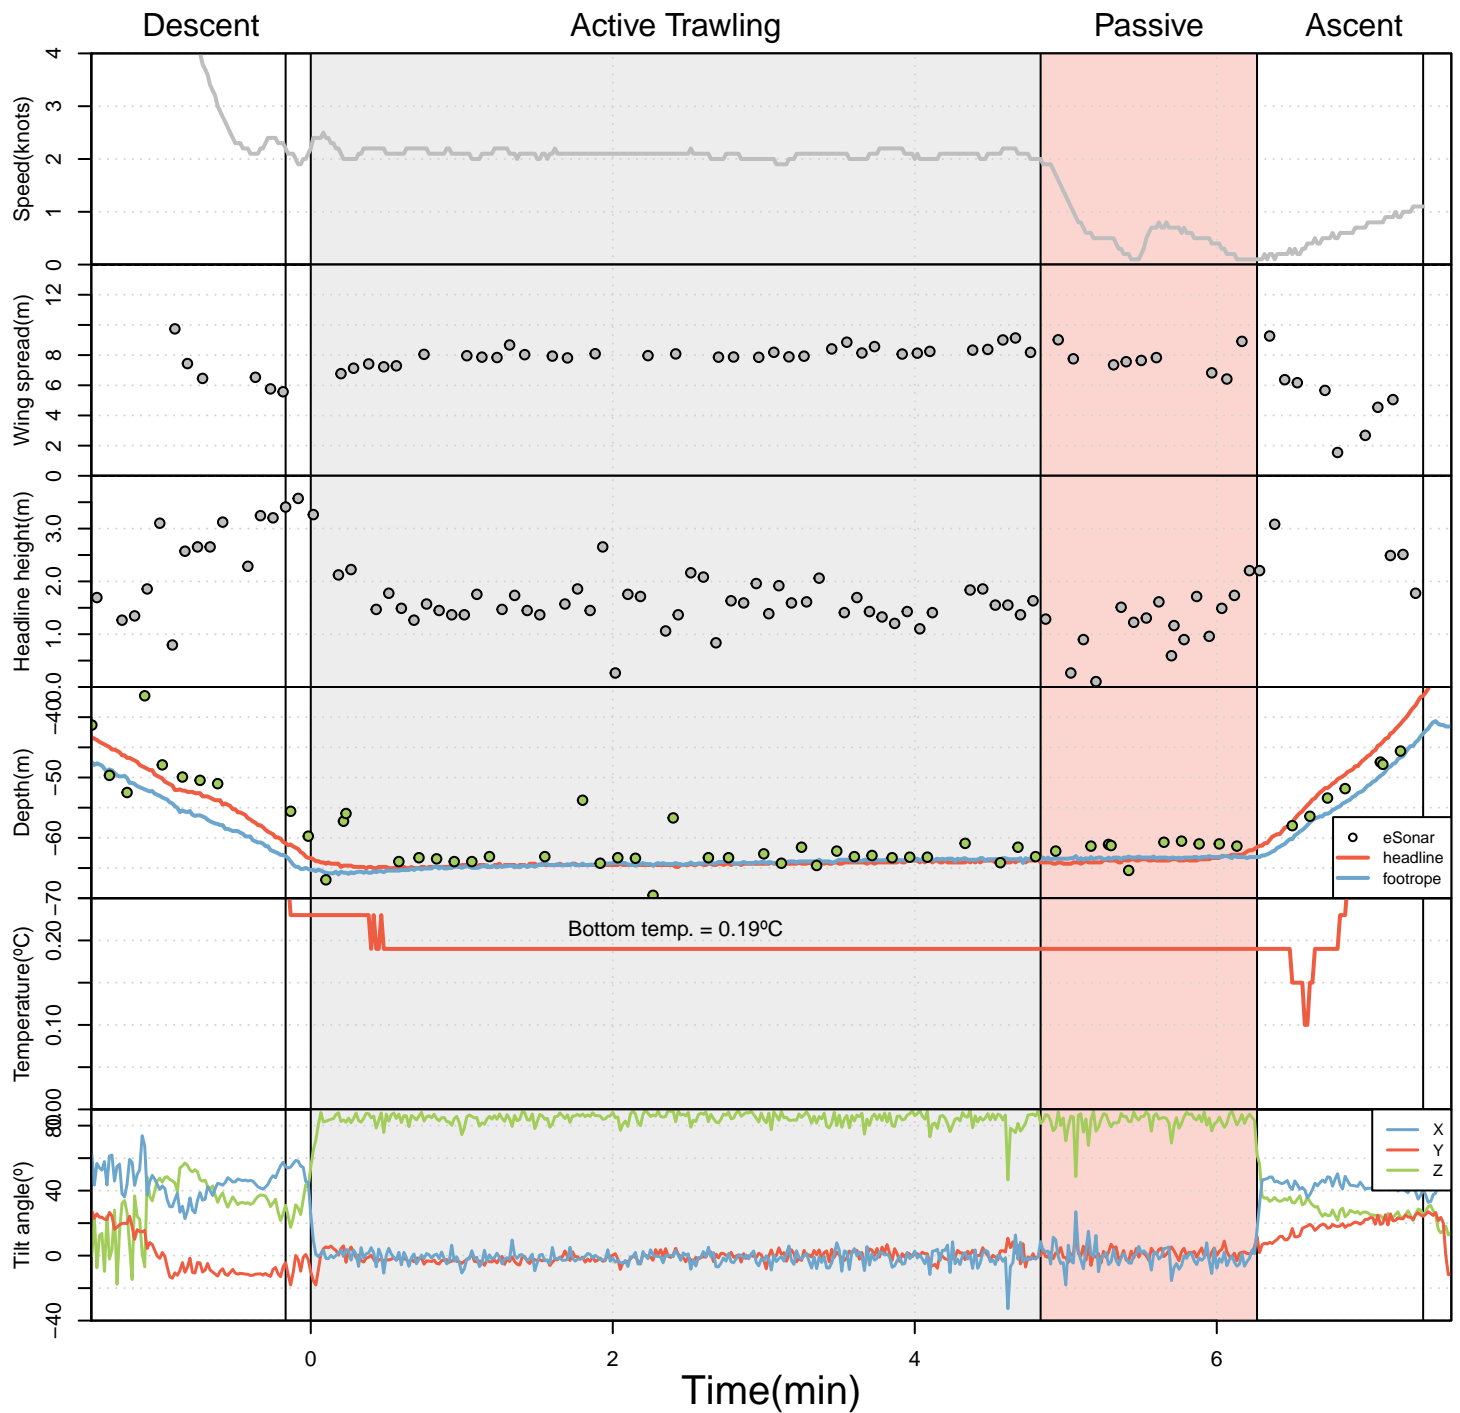 Descent Active Trawling Passive Ascent
Speed(knots)
4
3
2
1
0
Wing spread(m)
12
8
6
4
2
0
Headline height(m)
3.0
2.0
1.0
0.0
Depth(m)
−40
−50
−60
−70
eSonar
headline
footrope
Temperature(ºC)
0.20
0.10
0.00
Bottom temp. = 0.19ºC
Tilt angle(º)
80
40
0
−40
X
Y
Z
0 2 4 6
Time(min)